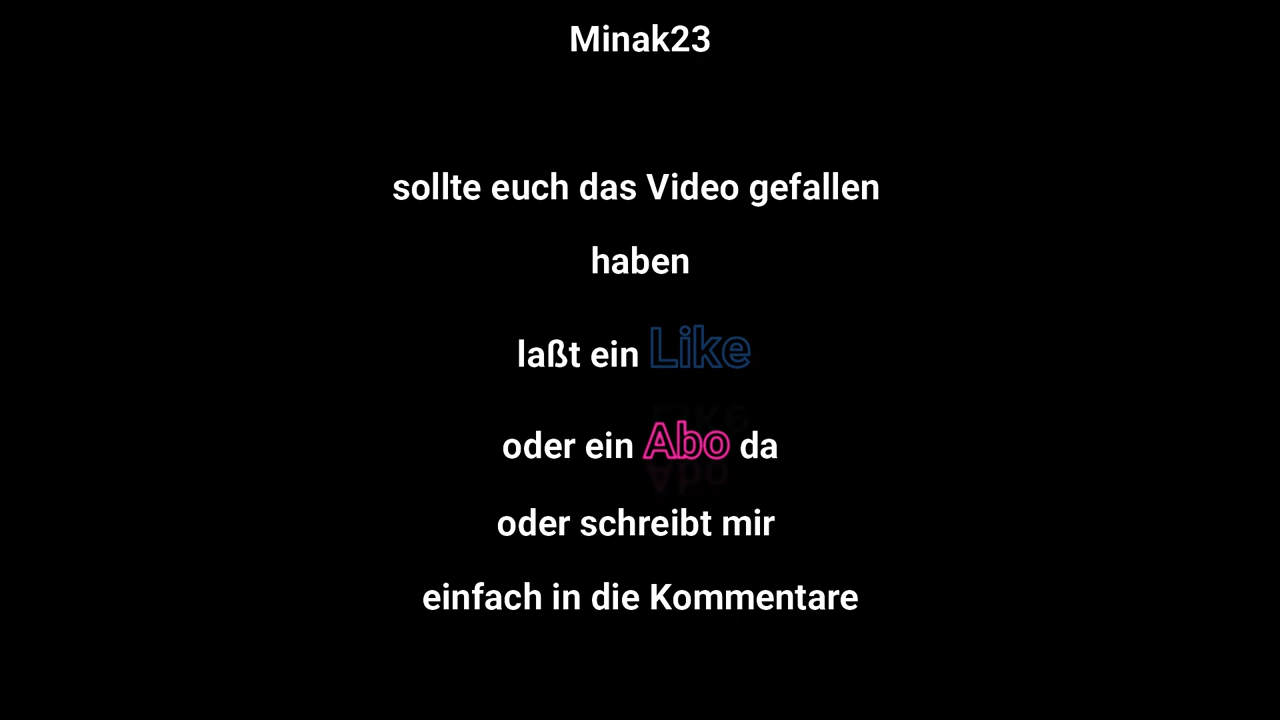 Minak23
sollte euch das Video gefallen
haben
laßt ein Like
oder ein Abo da
oder schreibt mir
einfach in die Kommentare